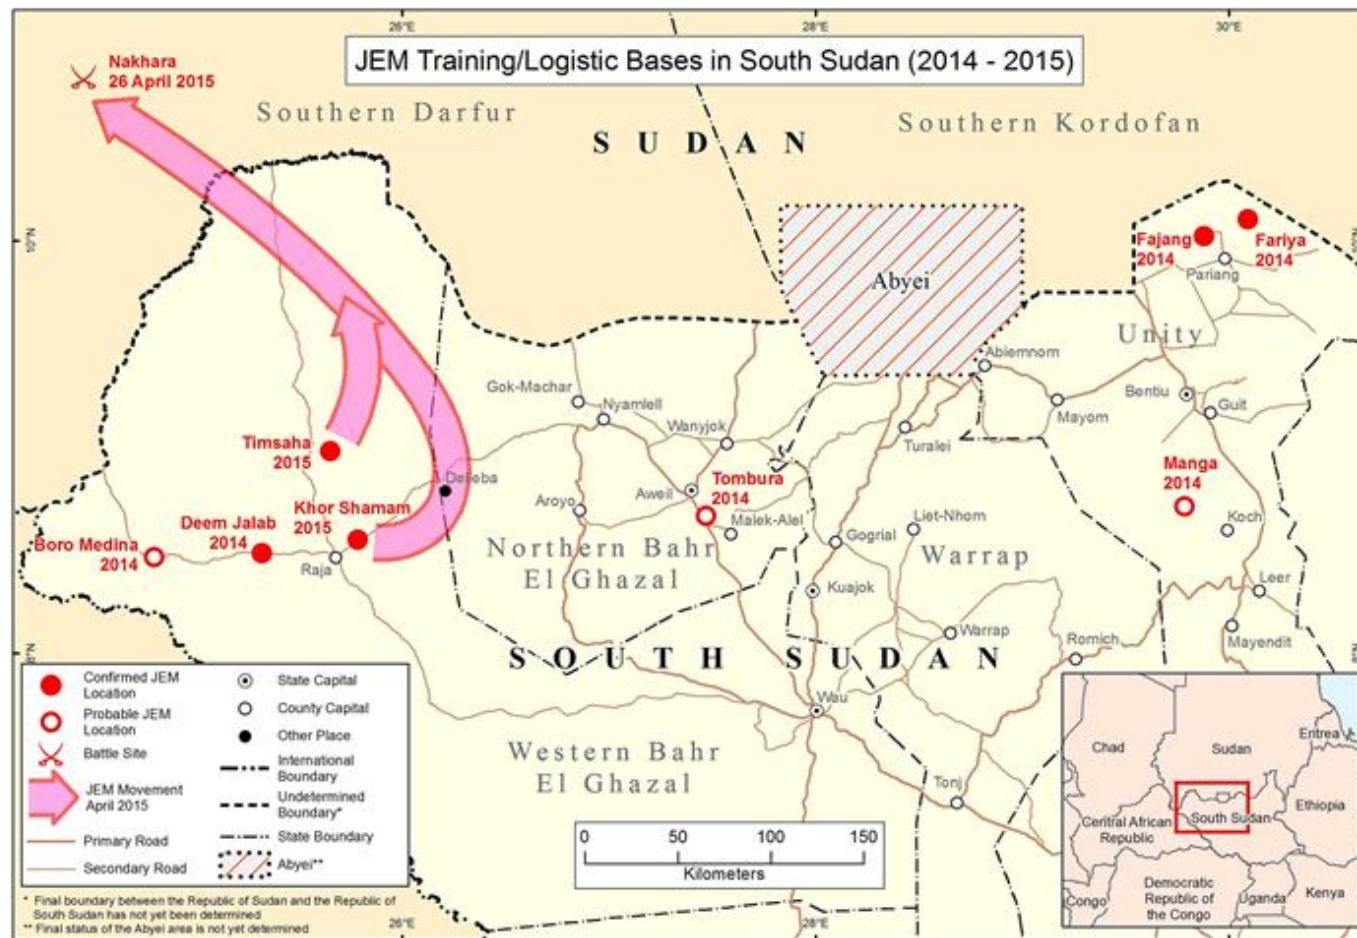 26°E
28°E
30°E
JEM Training/Logistic Bases in South Sudan (2014 - 2015)
Nakhara
26 April 2015
Southern Darfur
SUDAN
Southern Kordofan
10°N
10°N
Fajang
2014
Fariya
2014
Pariang
Abyei
Unity
Abiemnom
Gok-Machar
Nyamlell
Wanyjok
Bentiu
Guit
Mayom
Turalei
Timsaha
2015
Delieba
Tombura
2014
Manga
2014
Aroyo
Aweil
Malek-Alel
Khor Shamam
2015
Deem Jalab
2014
Boro Medina
2014
Raja
Northern Bahr
El Ghazal
Gogrial
Liet-Nhom
Warrap
Koch
Kuajok
Leer
Warrap
Romich
Mayendit
SOUTH SUDAN
8°N
8°N
Wau
Western Bahr
El Ghazal
Tonj
Confirmed JEM
Location
Probable JEM
Location
Battle Site
JEM Movement
April 2015
Primary Road
Secondary Road
State Capital
County Capital
Other Place
International
Boundary
Undetermined
Boundary*
State Boundary
Abyei**
0 50 100 150
Kilometers
Chad
Sudan
Eritrea
Central African
Republic
South Sudan
Ethiopia
Congo
Democratic
Republic of
the Congo
Uganda
Kenya
* Final boundary between the Republic of Sudan and the Republic of
South Sudan has not yet been determined
** Final status of the Abyei area is not yet determined
26°E
28°E